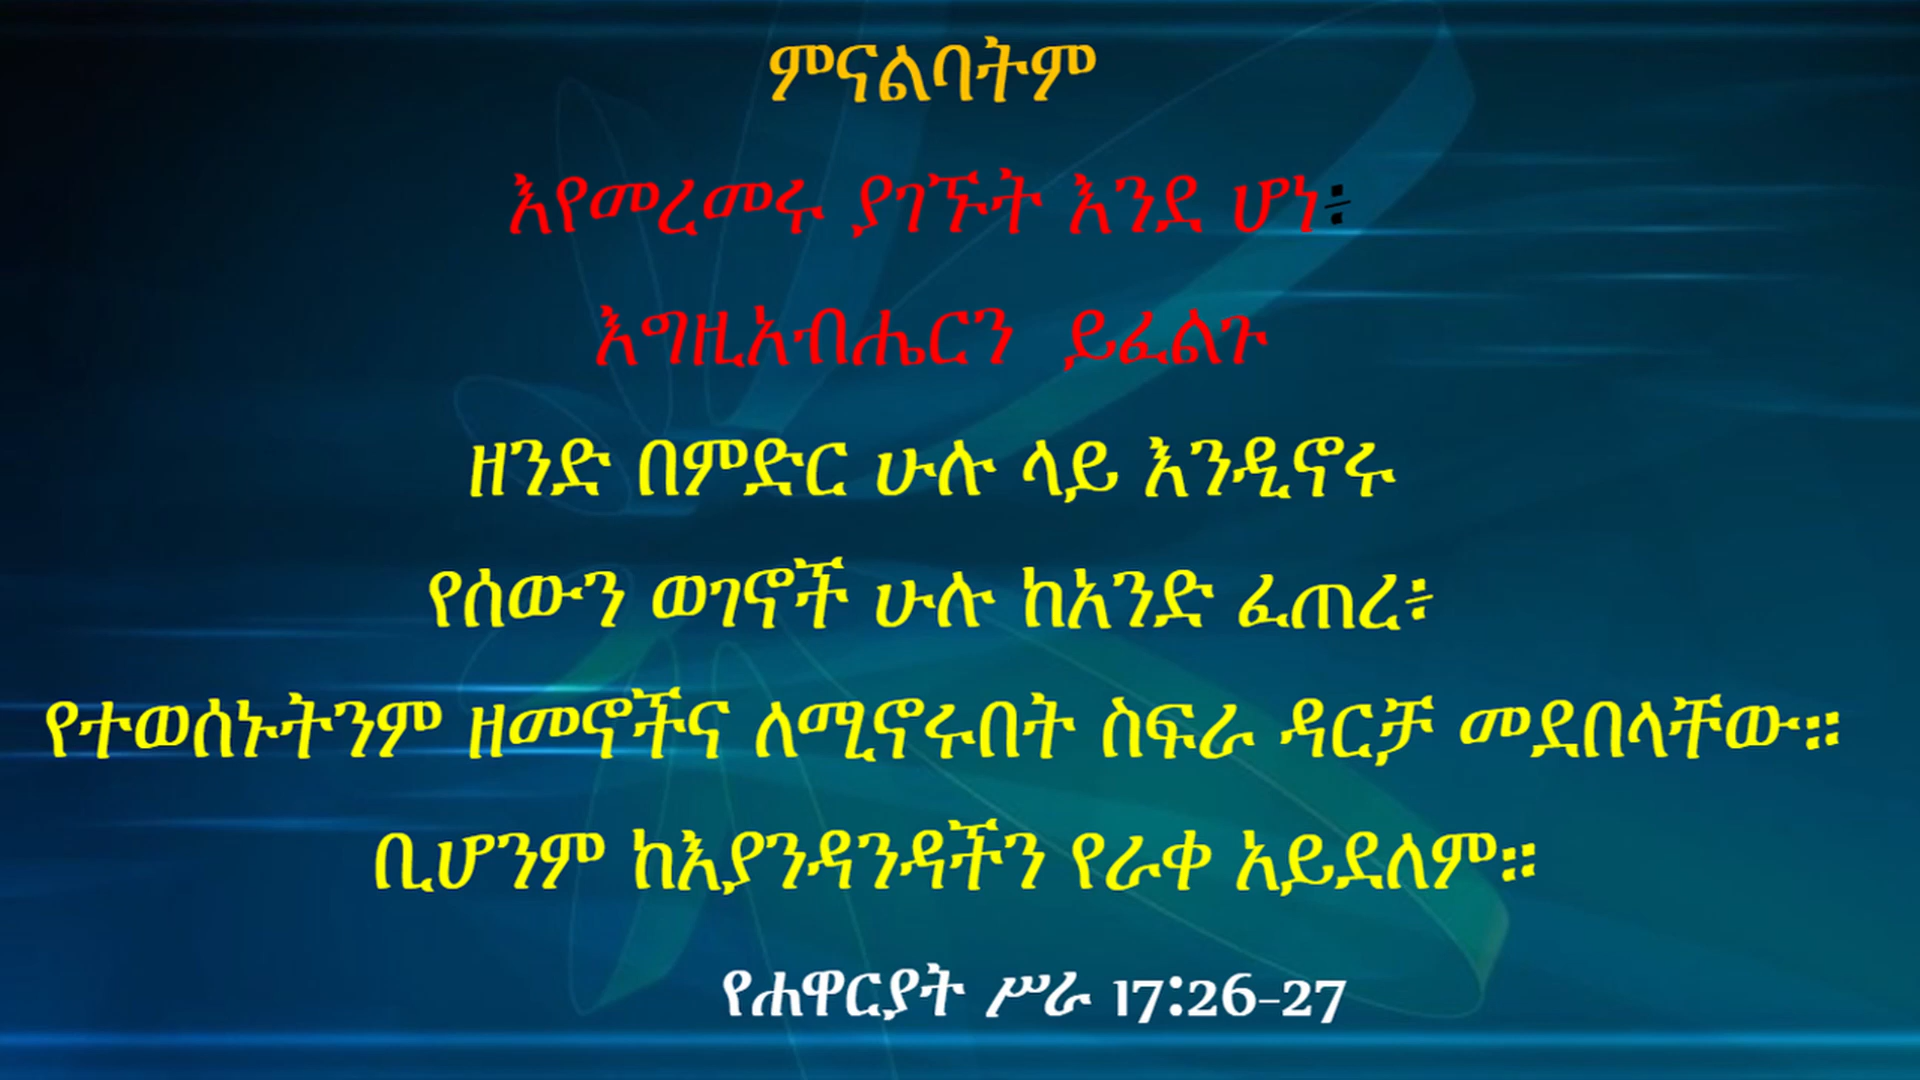 ምናልባትም
እየመረመሩ ያገኙት እንደ ሆነ፥
እግዚአብሔርን ይፈልጉ
ዘንድ በምድር ሁሉ ላይ እንዲኖሩ
የሰውን ወገኖች ሁሉ ከአንድ ፈጠረ፥
የተወሰኑትንም ዘመኖችና ለሚኖሩበት ስፍራ ዳርቻ መደበላቸው።
ቢሆንም ከእያንዳንዳችን የራቀ አይደለም።
የሐዋርያት ሥራ 17:26-27